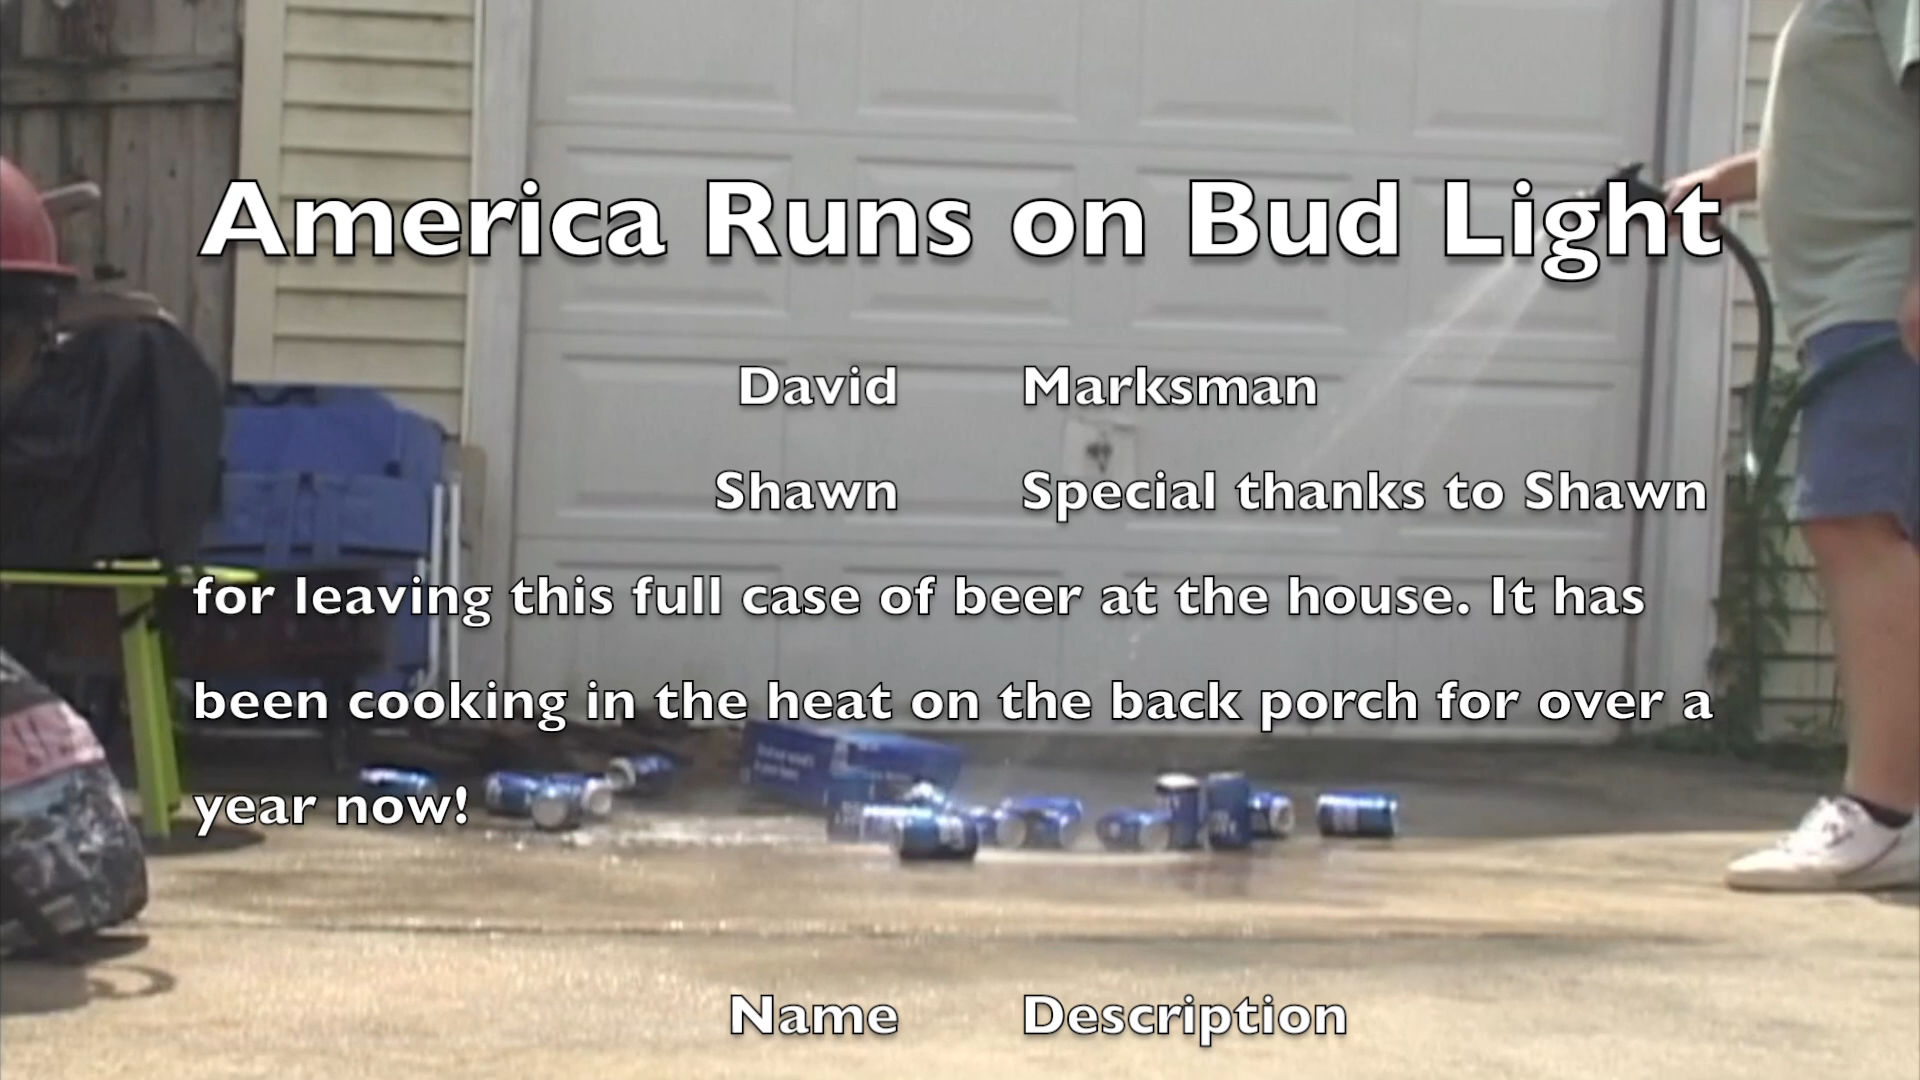 America Runs on Bud Light
David Marksman
Shawn Special thanks to Shawn
for leaving this full case of beer at the house. It has
been cooking in the heat on the back porch for over a
year now!
Name Description